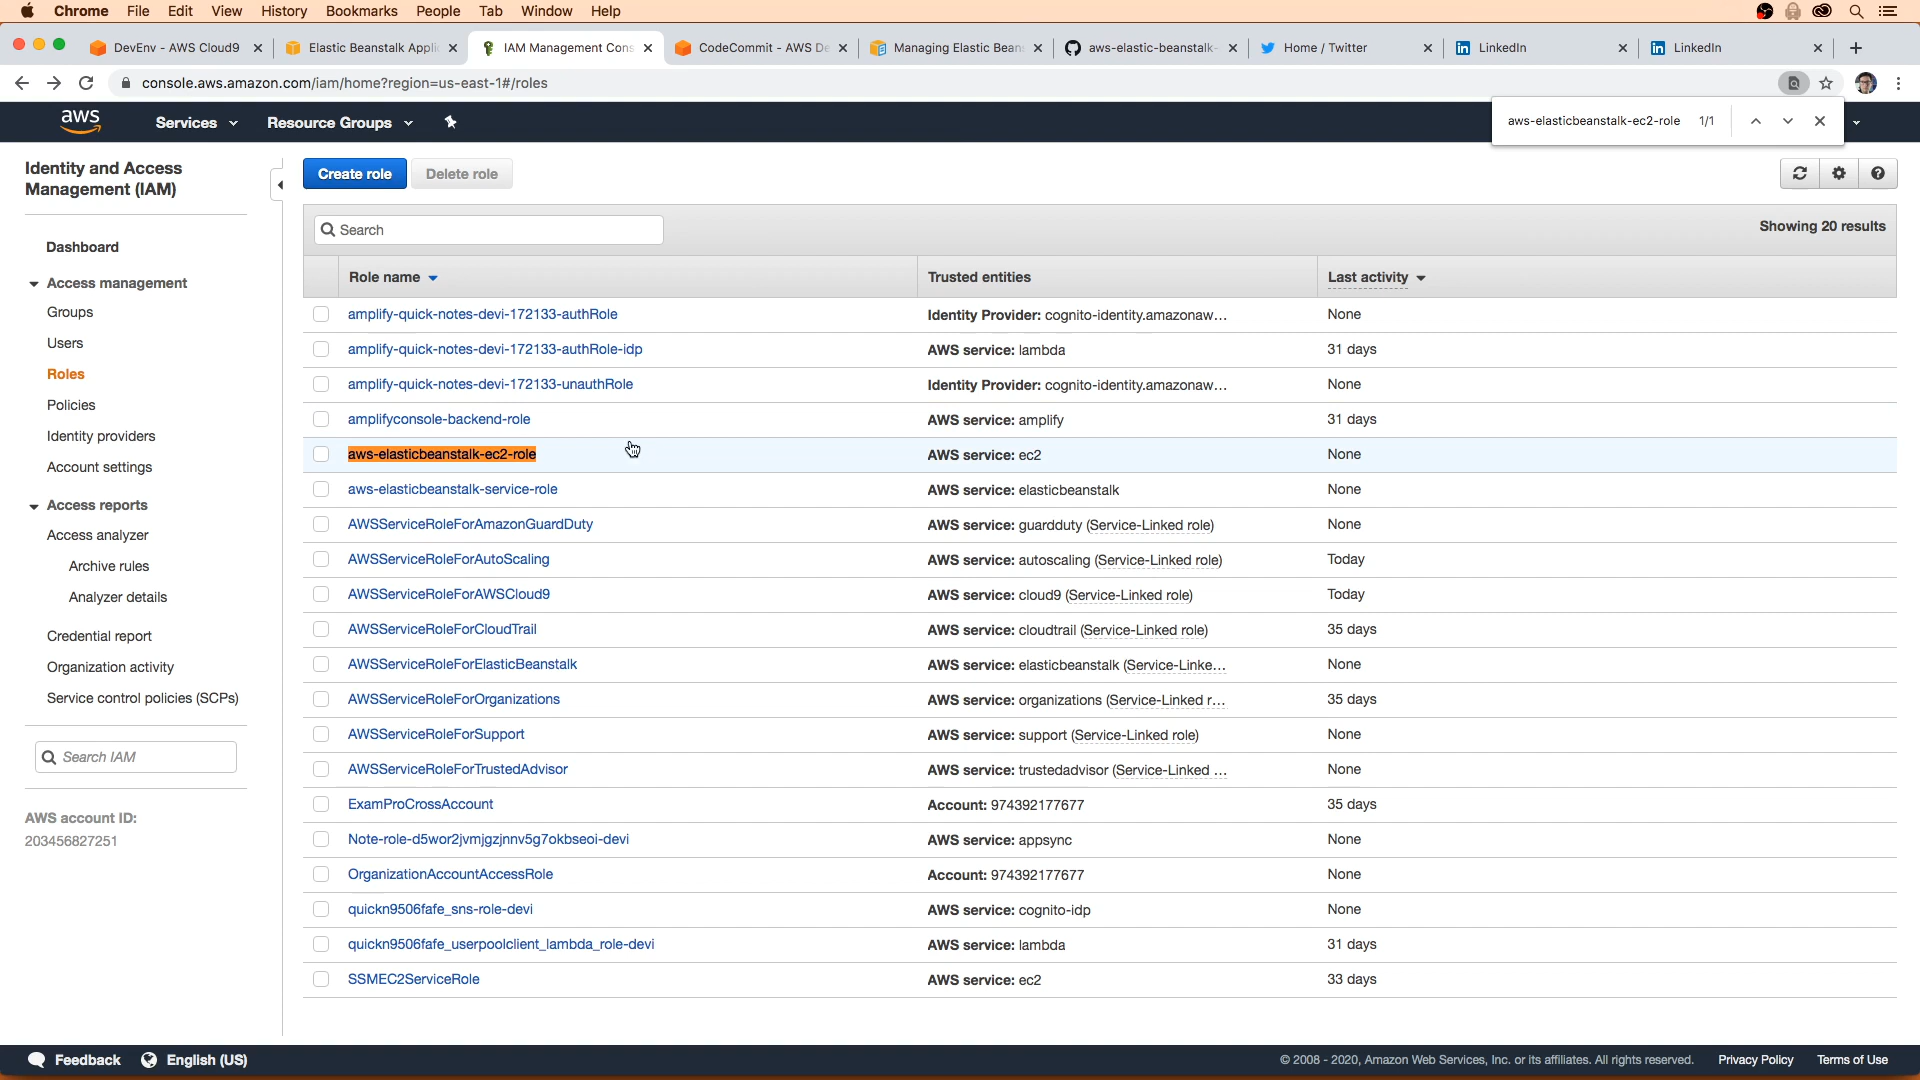 Chrome File Edit View History Bookmarks People Tab Window Help
DevEnv - AWS Cloud9 Elastic Beanstalk Applic IAM Management Cons CodeCommit - AWS De Managing Elastic Bean aws-elastic-beanstalk- Home / Twitter LinkedIn LinkedIn
console.aws.amazon.com/iam/home?region=us-east-1#/roles
aws Services Resource Groups
aws-elasticbeanstalk-ec2-role 1/1
Identity and Access
Management (IAM)
Dashboard
Access management
Groups
Users
Roles
Policies
Identity providers
Account settings
Access reports
Access analyzer
Archive rules
Analyzer details
Credential report
Organization activity
Service control policies (SCPs)
Search IAM
AWS account ID:
203456827251
Create role Delete role
Search Showing 20 results
Role name Trusted entities Last activity
amplify-quick-notes-devi-172133-authRole Identity Provider: cognito-identity.amazonaw... None
amplify-quick-notes-devi-172133-authRole-idp AWS service: lambda 31 days
amplify-quick-notes-devi-172133-unauthRole Identity Provider: cognito-identity.amazonaw... None
amplifyconsole-backend-role AWS service: amplify 31 days
aws-elasticbeanstalk-ec2-role AWS service: ec2 None
aws-elasticbeanstalk-service-role AWS service: elasticbeanstalk None
AWSServiceRoleForAmazonGuardDuty AWS service: guardduty (Service-Linked role) None
AWSServiceRoleForAutoScaling AWS service: autoscaling (Service-Linked role) Today
AWSServiceRoleForAWSCloud9 AWS service: cloud9 (Service-Linked role) Today
AWSServiceRoleForCloudTrail AWS service: cloudtrail (Service-Linked role) 35 days
AWSServiceRoleForElasticBeanstalk AWS service: elasticbeanstalk (Service-Linke... None
AWSServiceRoleForOrganizations AWS service: organizations (Service-Linked r... 35 days
AWSServiceRoleForSupport AWS service: support (Service-Linked role) None
AWSServiceRoleForTrustedAdvisor AWS service: trustedadvisor (Service-Linked ... None
ExamProCrossAccount Account: 974392177677 35 days
Note-role-d5wor2jvmjgzjnnv5g7okbseoi-devi AWS service: appsync None
OrganizationAccountAccessRole Account: 974392177677 None
quickn9506fafe_sns-role-devi AWS service: cognito-idp None
quickn9506fafe_userpoolclient_lambda_role-devi AWS service: lambda 31 days
SSMEC2ServiceRole AWS service: ec2 33 days
Feedback English (US) © 2008 - 2020, Amazon Web Services, Inc. or its affiliates. All rights reserved. Privacy Policy Terms of Use